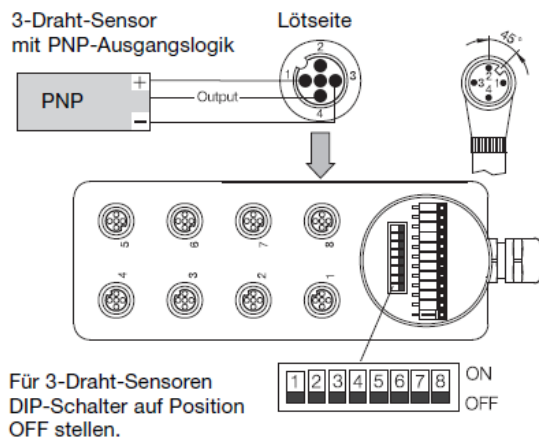 3-Draht-Sensor
mit PNP-Ausgangslogik
Lötseite
PNP
+
Output
−
2
1
3
4
45°
2
3
1
4
5
6
7
8
4
3
2
1
1 2 3 4 5 6 7 8
ON
OFF
Für 3-Draht-Sensoren
DIP-Schalter auf Position
OFF stellen.